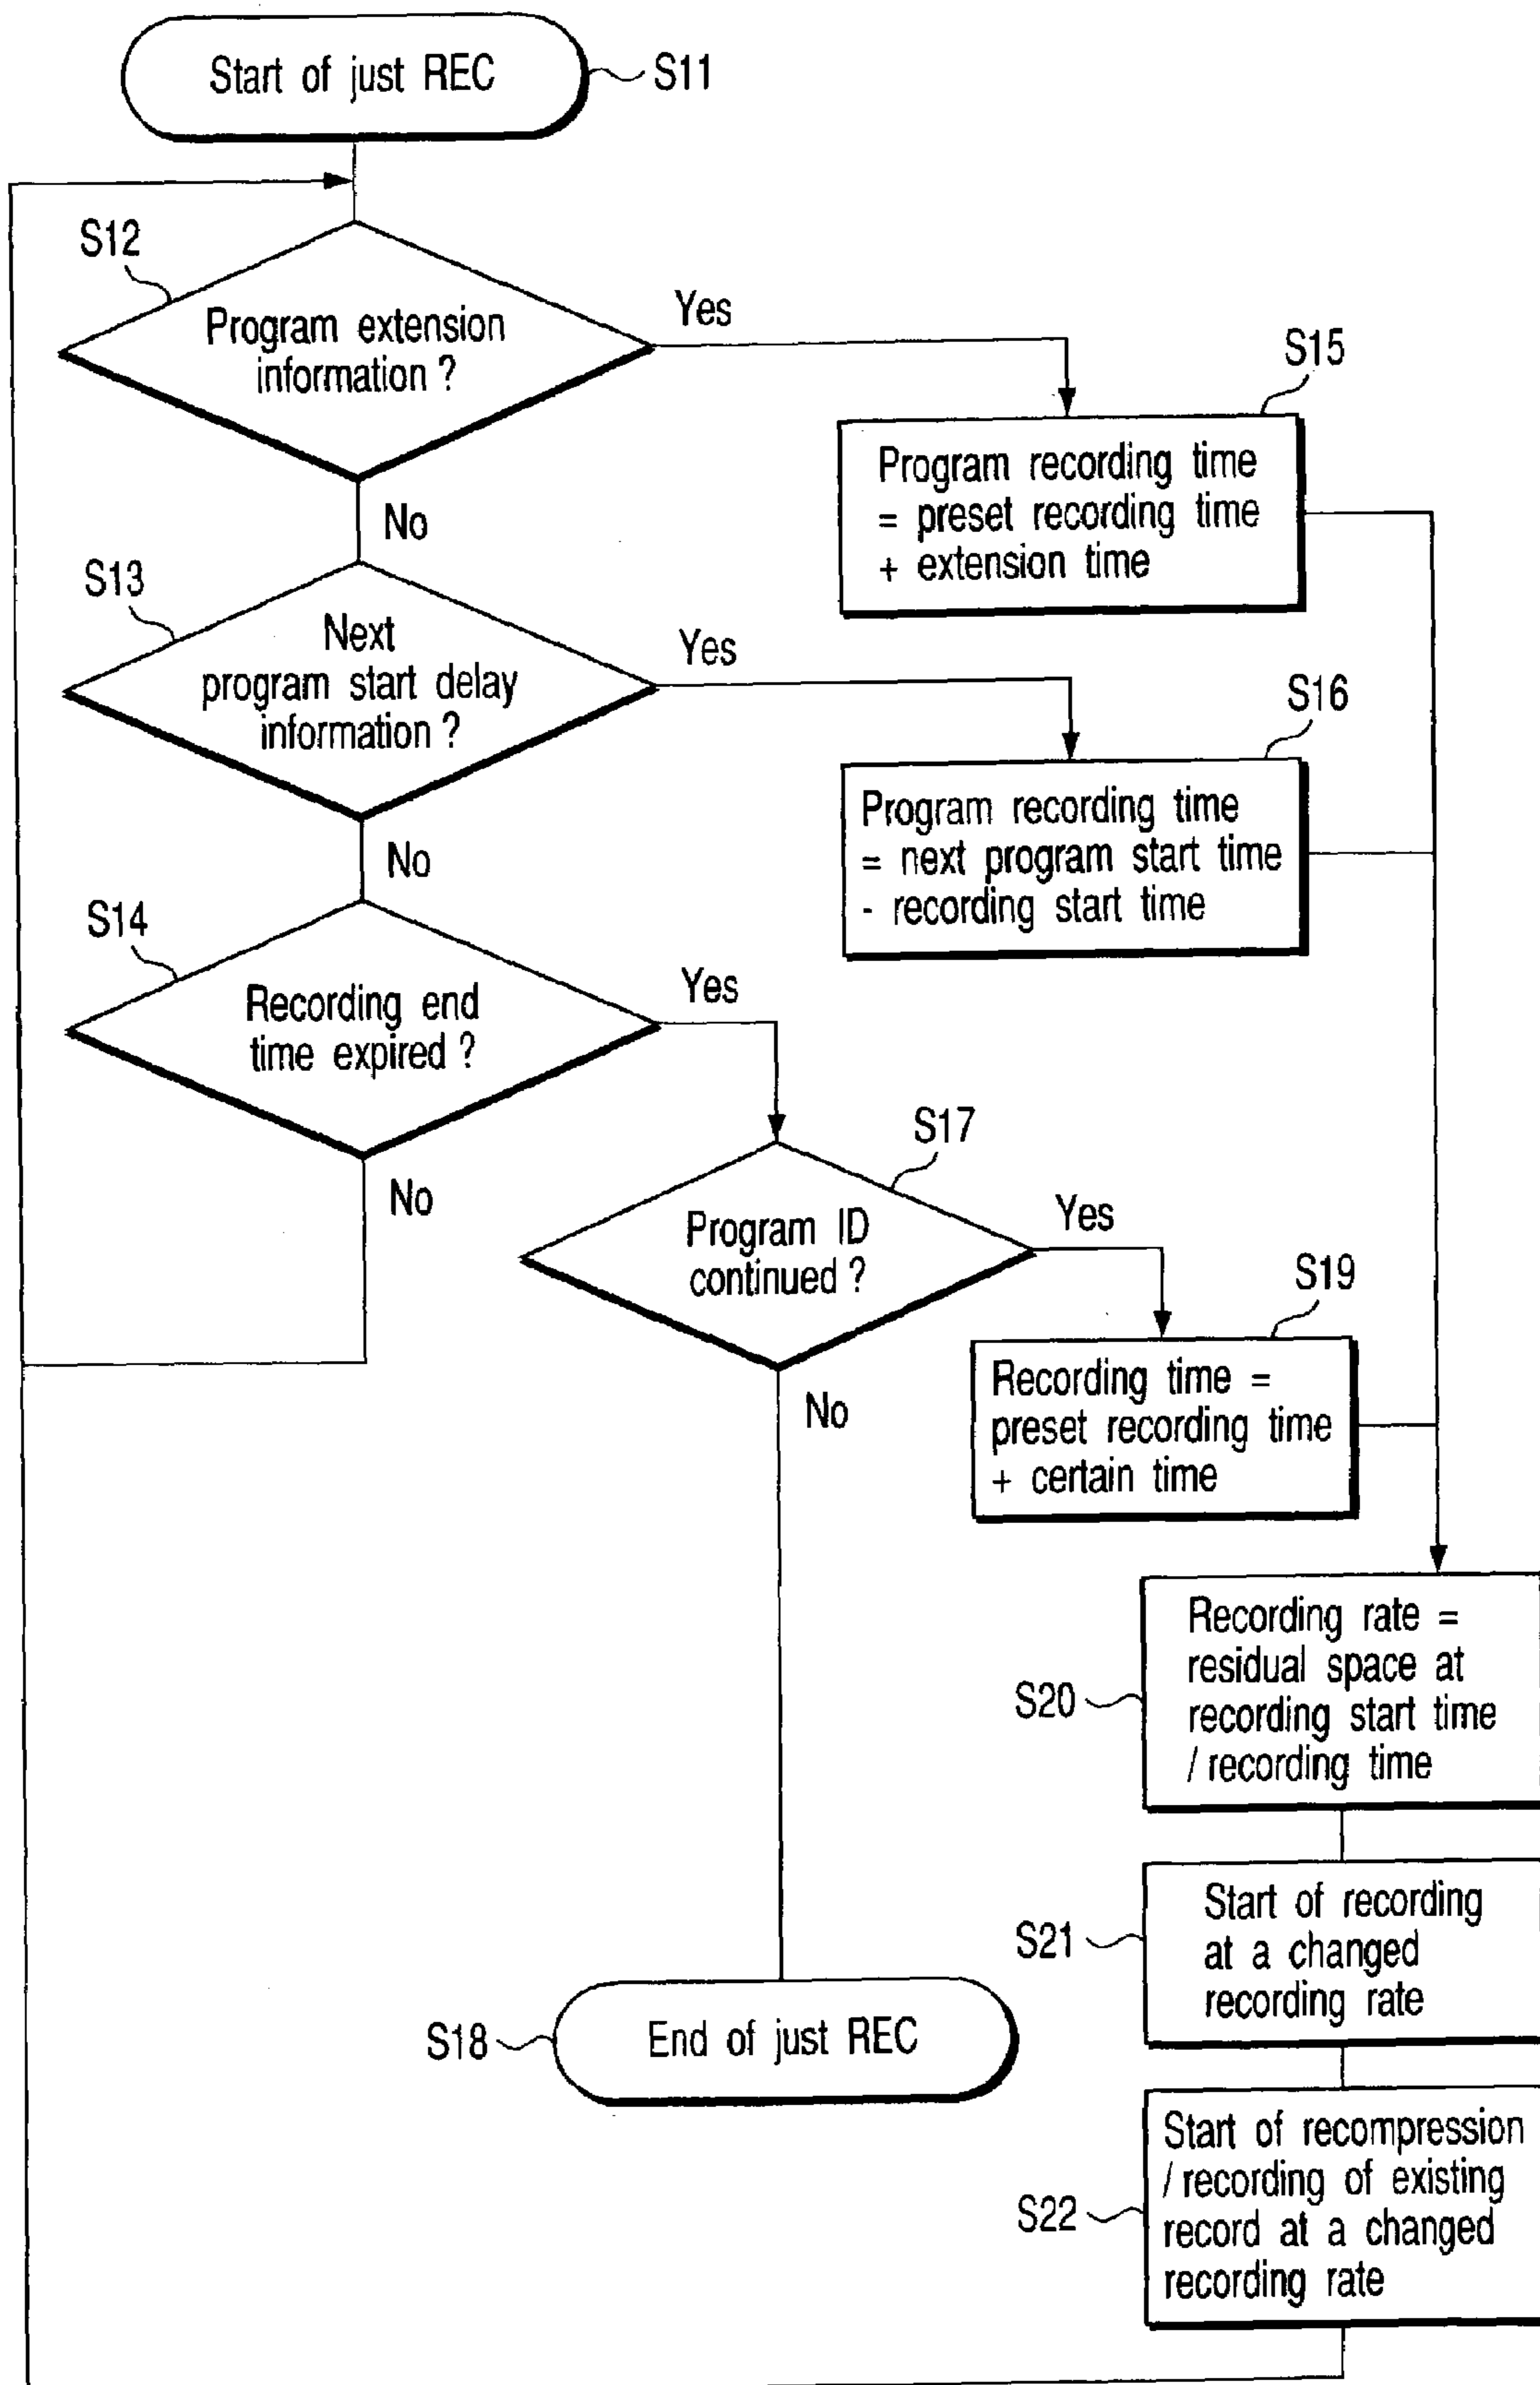 Start of just REC
S11
S12
Program extension
information ?
Yes
No
S15
Program recording time
= preset recording time
+ extension time
S13
Next
program start delay
information ?
Yes
No
S16
Program recording time
= next program start time
- recording start time
S14
Recording end
time expired ?
Yes
No
S17
Program ID
continued ?
Yes
No
S19
Recording time =
preset recording time
+ certain time
S20
Recording rate =
residual space at
recording start time
/ recording time
S21
Start of recording
at a changed
recording rate
S18
End of just REC
S22
Start of recompression
/ recording of existing
record at a changed
recording rate